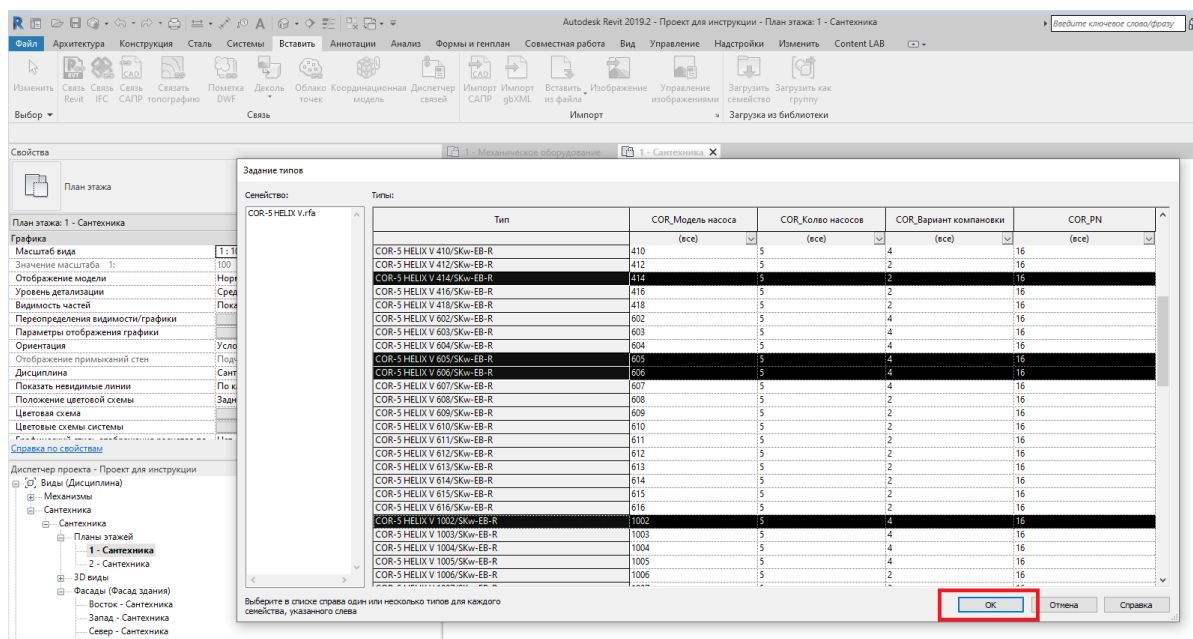 Autodesk Revit 2019.2 - Проект для инструкции - План этажа: 1 - Сантехника
Введите ключевое слово/фразу
Файл Архитектура Конструкция Сталь Системы Вставить Аннотации Анализ Формы и генплан Совместная работа Вид Управление Надстройки Изменить Content LAB
Изменить Связь Revit Связь IFC Связь САПР Связать топографию Пометка DWF Деколь Облако точек Координационная модель Диспетчер связей Импорт САПР Импорт gbXML Вставить из файла Изображение Управление изображениями Загрузить семейство Загрузить как группу
Выбор Связь Импорт Загрузка из библиотеки
Свойства
1 - Механическое оборудование 1 - Сантехника
План этажа
План этажа: 1 - Сантехника
Графика
Масштаб вида 1 : 10
Значение масштаба 1: 100
Отображение модели Норм
Уровень детализации Сред
Видимость частей Пока
Переопределения видимости/графики
Параметры отображения графики
Ориентация Усло
Отображение примыканий стен Подч
Дисциплина Сант
Показать невидимые линии По к
Положение цветовой схемы Задн
Цветовая схема
Цветовые схемы системы
Справка по свойствам
Диспетчер проекта - Проект для инструкции
Виды (Дисциплина)
Механизмы
Сантехника
Сантехника
Планы этажей
1 - Сантехника
2 - Сантехника
3D виды
Фасады (Фасад здания)
Восток - Сантехника
Запад - Сантехника
Север - Сантехника
Задание типов
Семейство: Типы:
COR-5 HELIX V.rfa
Тип COR_Модель насоса COR_Колво насосов COR_Вариант компановки COR_PN
(все) (все) (все) (все)
COR-5 HELIX V 410/SKw-EB-R 410 5 4 16
COR-5 HELIX V 412/SKw-EB-R 412 5 2 16
COR-5 HELIX V 414/SKw-EB-R 414 5 2 16
COR-5 HELIX V 416/SKw-EB-R 416 5 2 16
COR-5 HELIX V 418/SKw-EB-R 418 5 2 16
COR-5 HELIX V 602/SKw-EB-R 602 5 4 16
COR-5 HELIX V 603/SKw-EB-R 603 5 4 16
COR-5 HELIX V 604/SKw-EB-R 604 5 4 16
COR-5 HELIX V 605/SKw-EB-R 605 5 4 16
COR-5 HELIX V 606/SKw-EB-R 606 5 4 16
COR-5 HELIX V 607/SKw-EB-R 607 5 4 16
COR-5 HELIX V 608/SKw-EB-R 608 5 2 16
COR-5 HELIX V 609/SKw-EB-R 609 5 2 16
COR-5 HELIX V 610/SKw-EB-R 610 5 2 16
COR-5 HELIX V 611/SKw-EB-R 611 5 2 16
COR-5 HELIX V 612/SKw-EB-R 612 5 2 16
COR-5 HELIX V 613/SKw-EB-R 613 5 2 16
COR-5 HELIX V 614/SKw-EB-R 614 5 2 16
COR-5 HELIX V 615/SKw-EB-R 615 5 2 16
COR-5 HELIX V 616/SKw-EB-R 616 5 2 16
COR-5 HELIX V 1002/SKw-EB-R 1002 5 4 16
COR-5 HELIX V 1003/SKw-EB-R 1003 5 4 16
COR-5 HELIX V 1004/SKw-EB-R 1004 5 4 16
COR-5 HELIX V 1005/SKw-EB-R 1005 5 4 16
COR-5 HELIX V 1006/SKw-EB-R 1006 5 2 16
Выберите в списке справа один или несколько типов для каждого
семейства, указанного слева
OK Отмена Справка